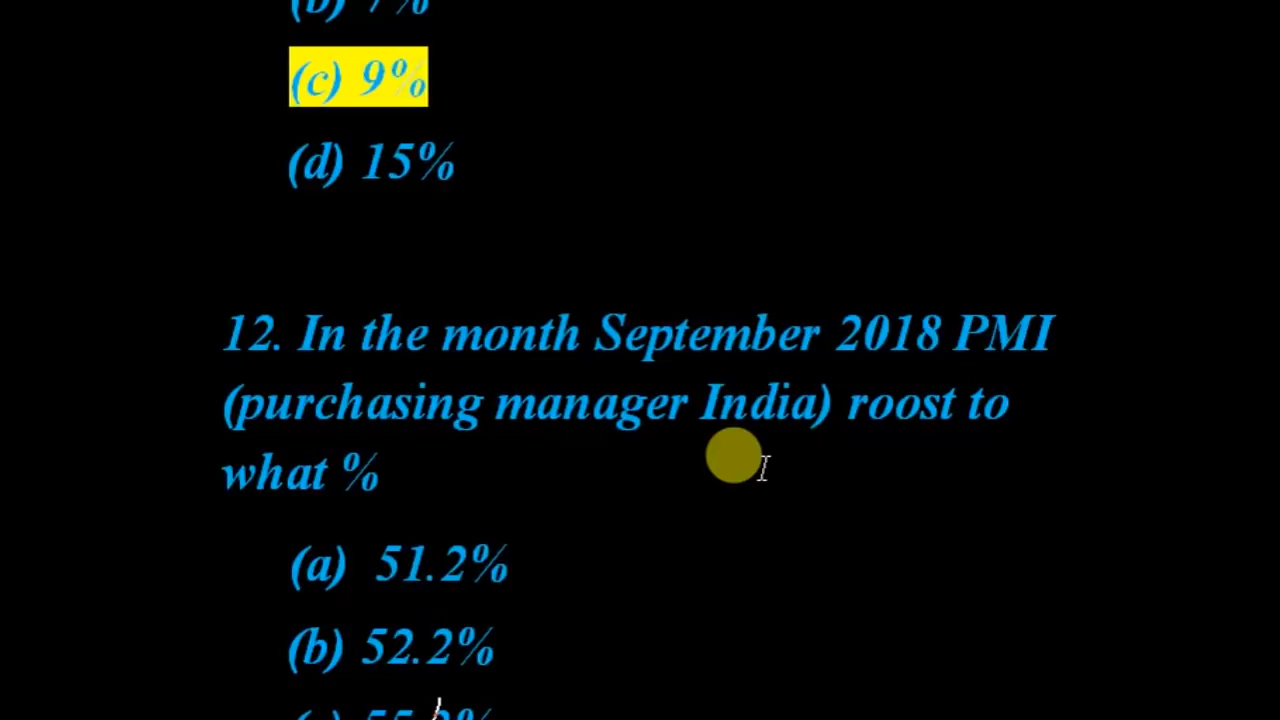 (b) 7%
(c) 9%
(d) 15%
12. In the month September 2018 PMI
(purchasing manager India) roost to
what %
(a) 51.2%
(b) 52.2%